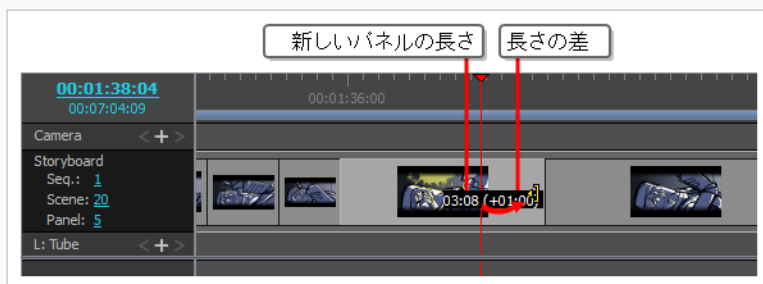 新しいパネルの長さ
長さの差
00:01:38:04
00:07:04:09
00:01:36:00
Camera < + >
Storyboard
Seq.: 1
Scene: 20
Panel: 5
03:08 (+01:00)
L: Tube < + >